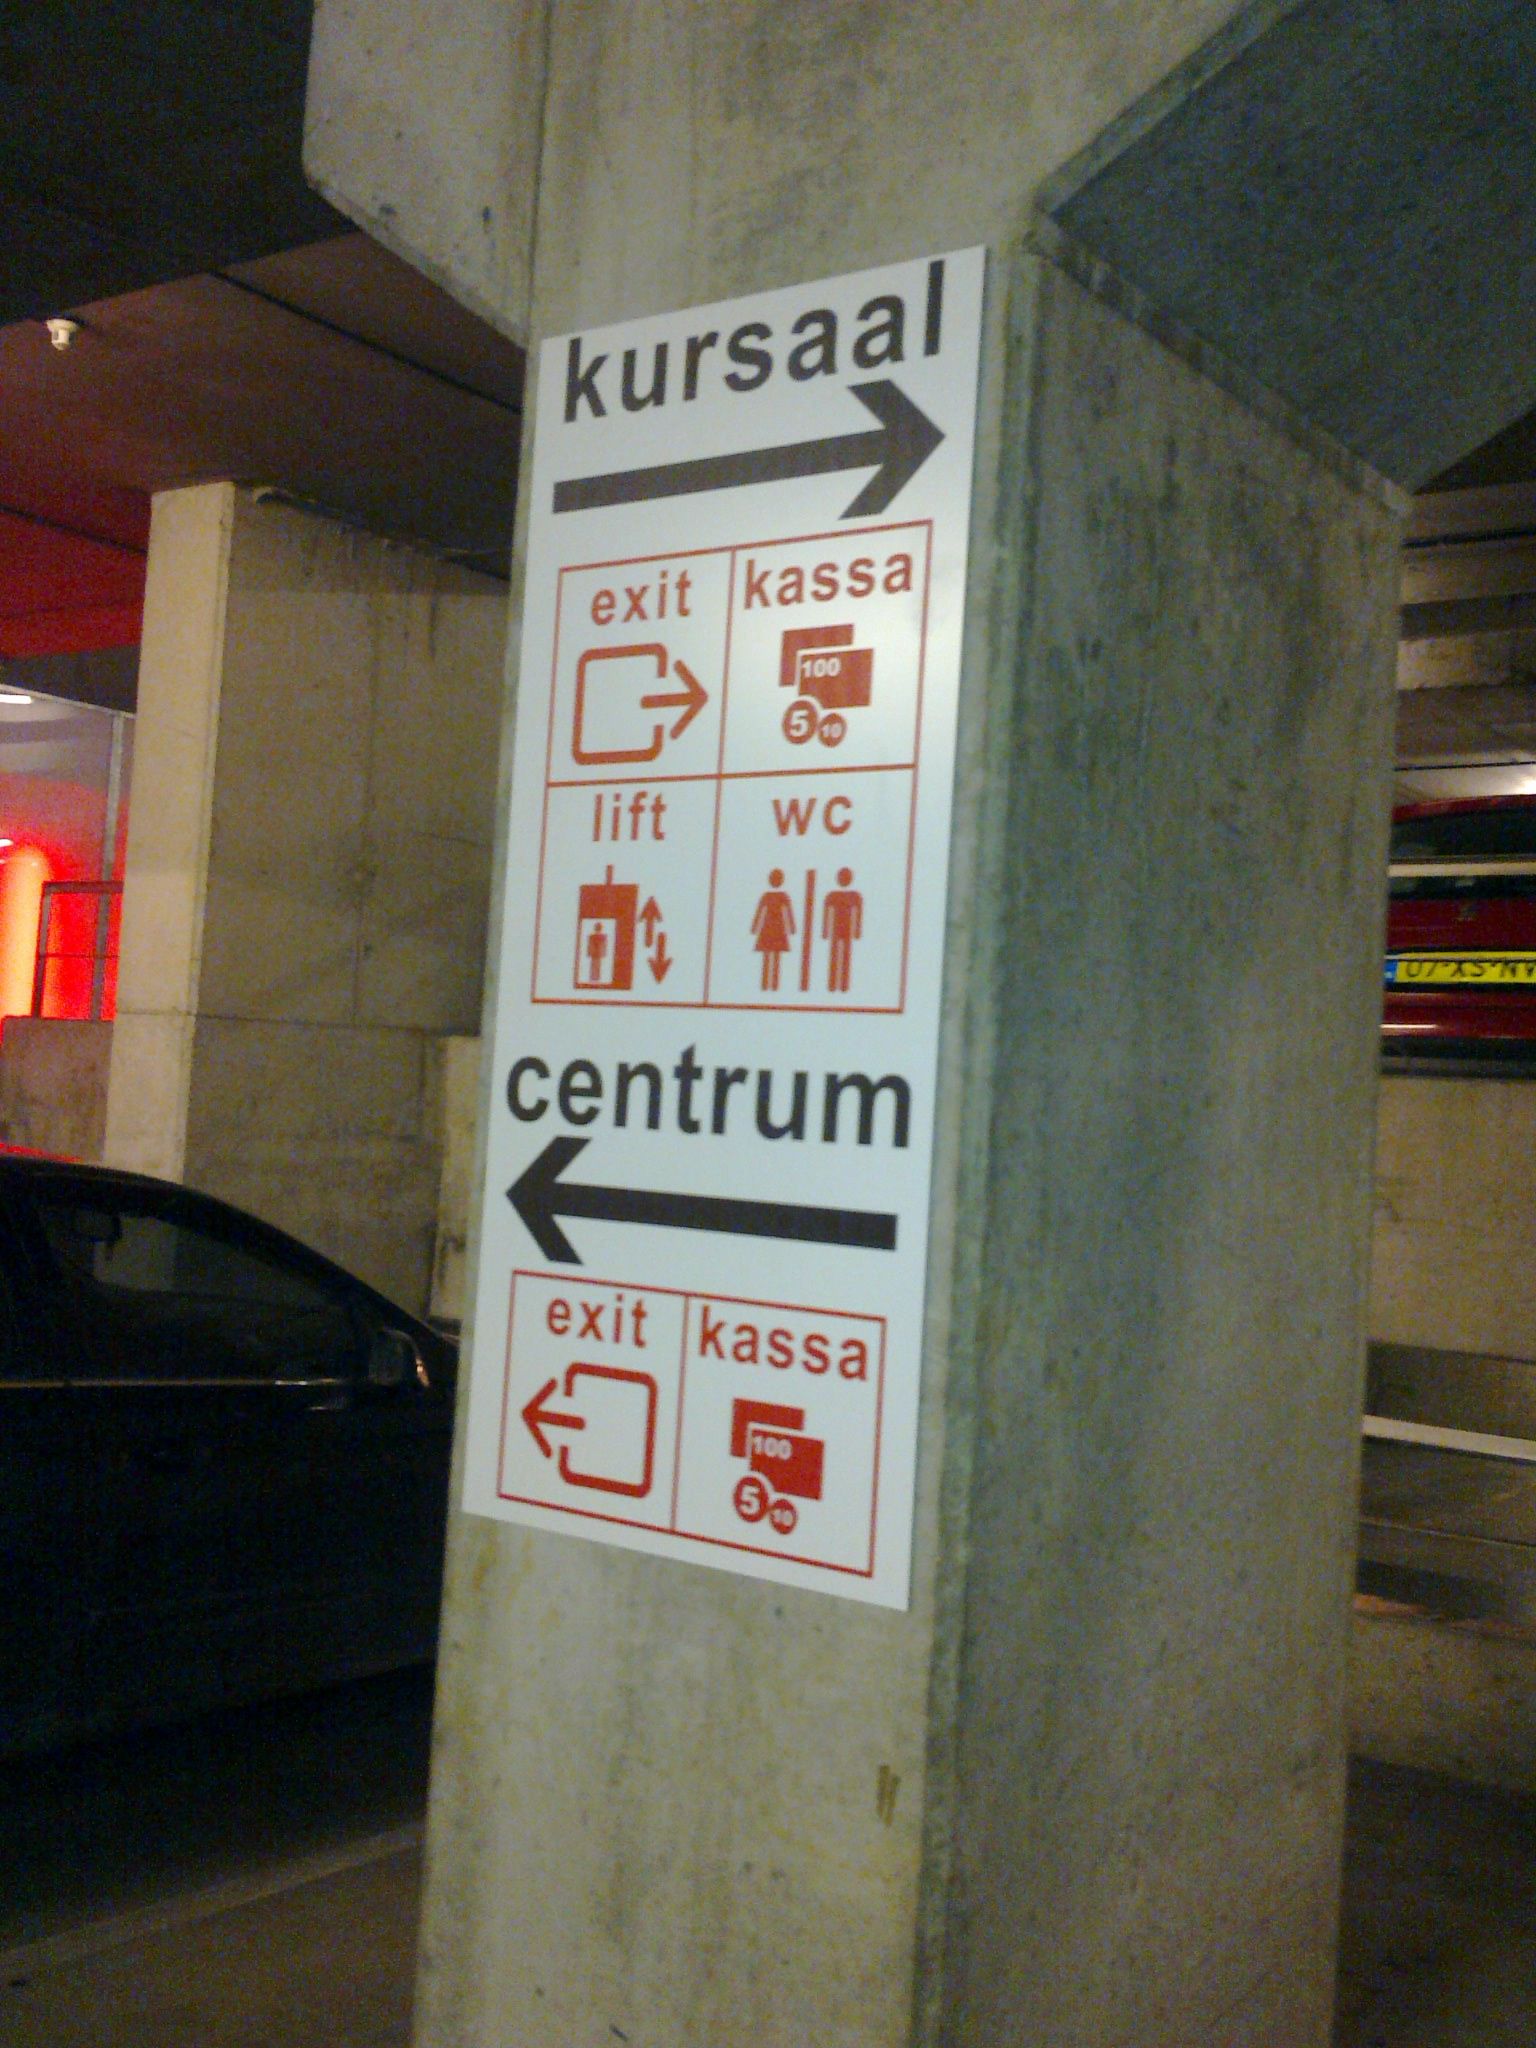 kursaal
exit kassa
100
5 10
lift wc
centrum
exit kassa
100
5 10